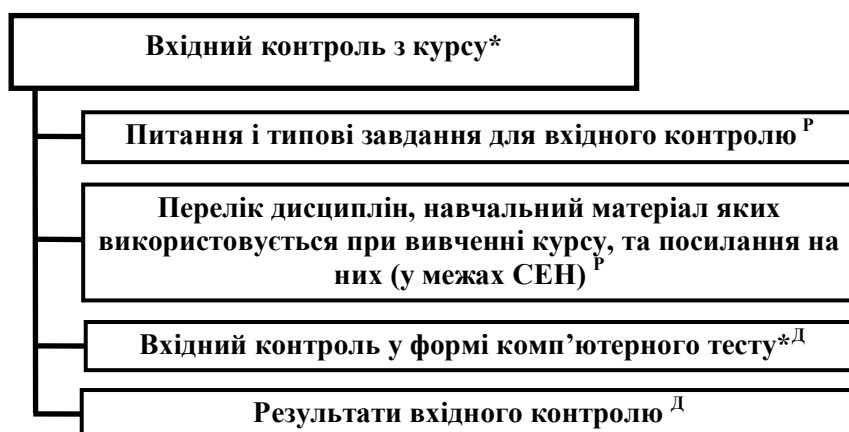 Вхідний контроль з курсу*
Питання і типові завдання для вхідного контролю Р
Перелік дисциплін, навчальний матеріал яких
використовується при вивченні курсу, та посилання на
них (у межах СЕН) Р
Вхідний контроль у формі комп’ютерного тесту*Д
Результати вхідного контролю Д